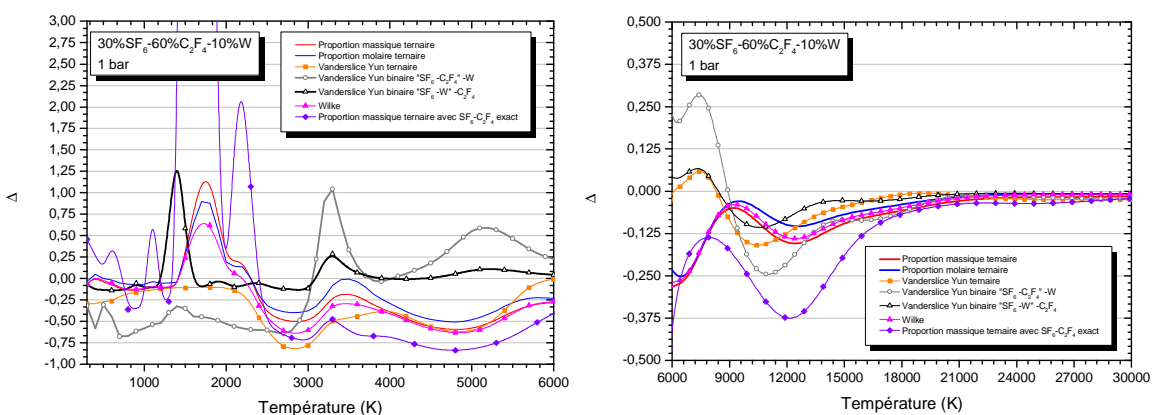 3,00
2,75
2,50
2,25
2,00
1,75
1,50
1,25
1,00
0,75
0,50
0,25
0,00
-0,25
-0,50
-0,75
-1,00
Δ
30%SF6-60%C2F4-10%W
1 bar
Proportion massique ternaire
Proportion molaire ternaire
Vanderslice Yun ternaire
Vanderslice Yun binaire "SF6 -C2F4" -W
Vanderslice Yun binaire "SF6 -W" -C2F4
Wilke
Proportion massique ternaire avec SF6-C2F4 exact
1000 2000 3000 4000 5000 6000
Température (K)
0,500
0,375
0,250
0,125
0,000
-0,125
-0,250
-0,375
-0,500
Δ
30%SF6-60%C2F4-10%W
1 bar
Proportion massique ternaire
Proportion molaire ternaire
Vanderslice Yun ternaire
Vanderslice Yun binaire "SF6 -C2F4" -W
Vanderslice Yun binaire "SF6 -W" -C2F4
Wilke
Proportion massique ternaire avec SF6-C2F4 exact
6000 9000 12000 15000 18000 21000 24000 27000 30000
Température (K)